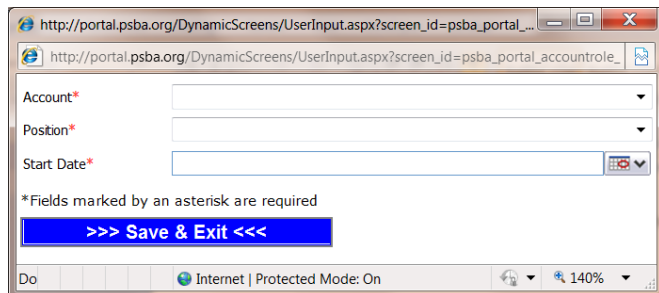 http://portal.psba.org/DynamicScreens/UserInput.aspx?screen_id=psba_portal_...
http://portal.psba.org/DynamicScreens/UserInput.aspx?screen_id=psba_portal_accountrole_
Account*
Position*
Start Date*
*Fields marked by an asterisk are required
>>> Save & Exit <<<
Do Internet | Protected Mode: On 140%